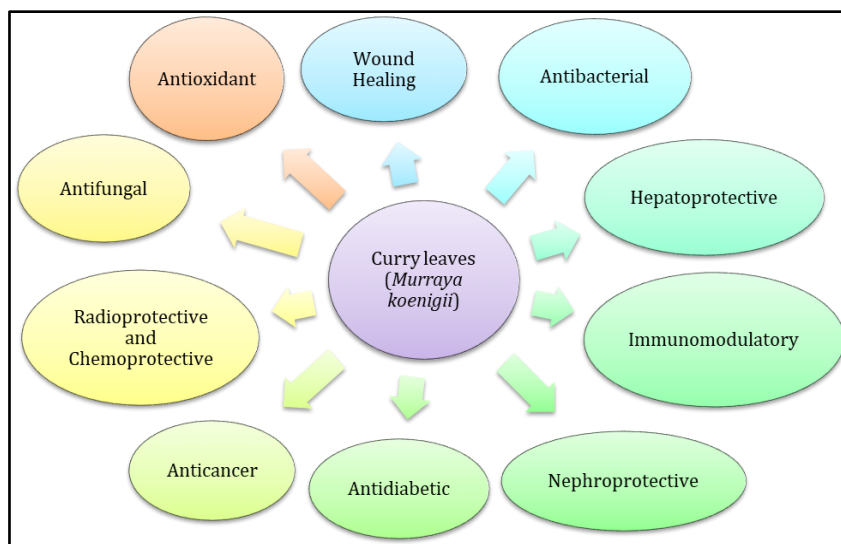 Wound
Healing
Antioxidant
Antibacterial
Antifungal
Hepatoprotective
Curry leaves
(Murraya
koenigii)
Radioprotective
and
Chemoprotective
Immunomodulatory
Anticancer
Antidiabetic
Nephroprotective